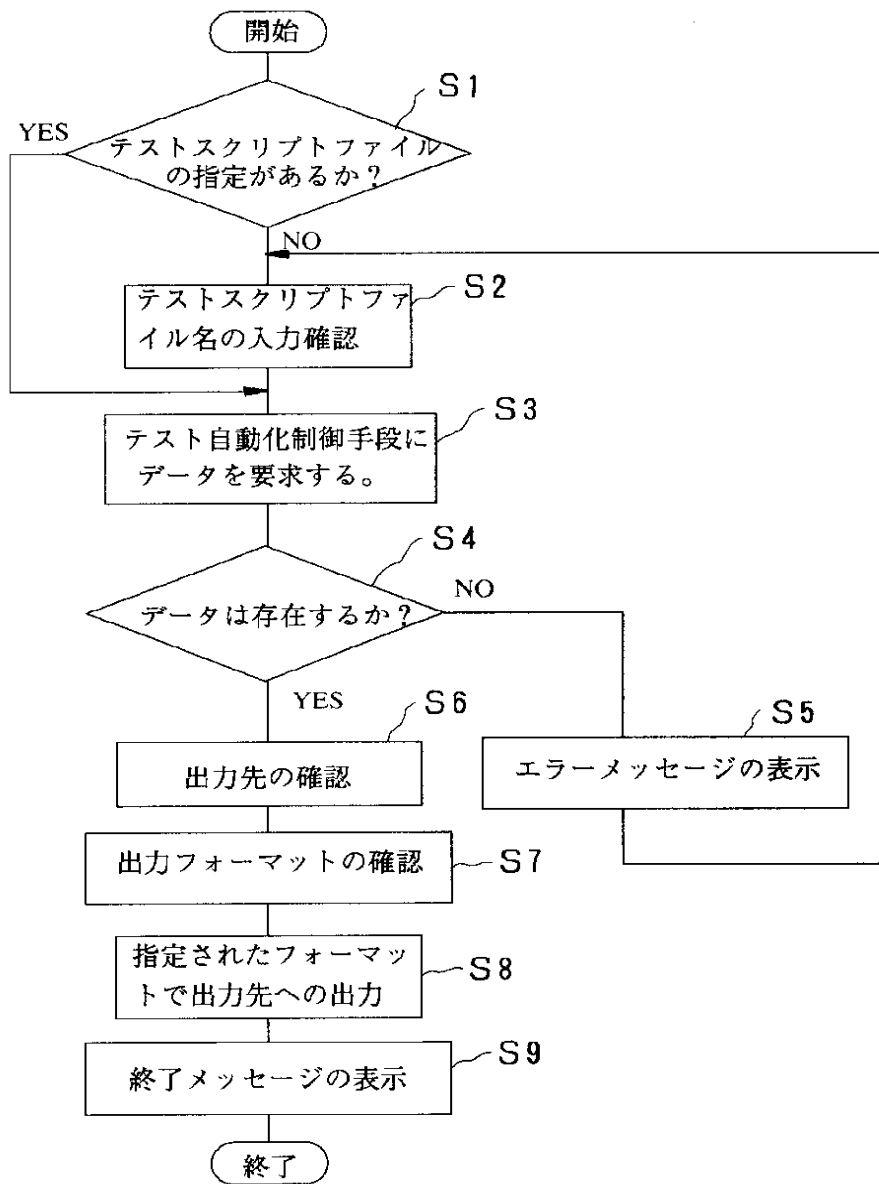 開始
S1
YES
テストスクリプトファイル
の指定があるか？
NO
S2
テストスクリプトファ
イル名の入力確認
S3
テスト自動化制御手段に
データを要求する。
S4
NO
データは存在するか？
YES
S6
S5
出力先の確認
エラーメッセージの表示
出力フォーマットの確認
S7
指定されたフォーマッ
トで出力先への出力
S8
終了メッセージの表示
S9
終了